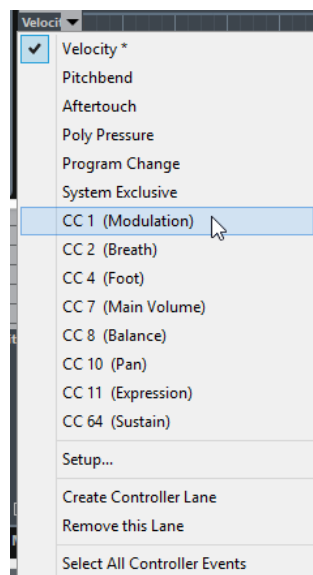 Velocit
Velocity *
Pitchbend
Aftertouch
Poly Pressure
Program Change
System Exclusive
CC 1 (Modulation)
CC 2 (Breath)
CC 4 (Foot)
CC 7 (Main Volume)
CC 8 (Balance)
CC 10 (Pan)
CC 11 (Expression)
CC 64 (Sustain)
Setup...
Create Controller Lane
Remove this Lane
Select All Controller Events